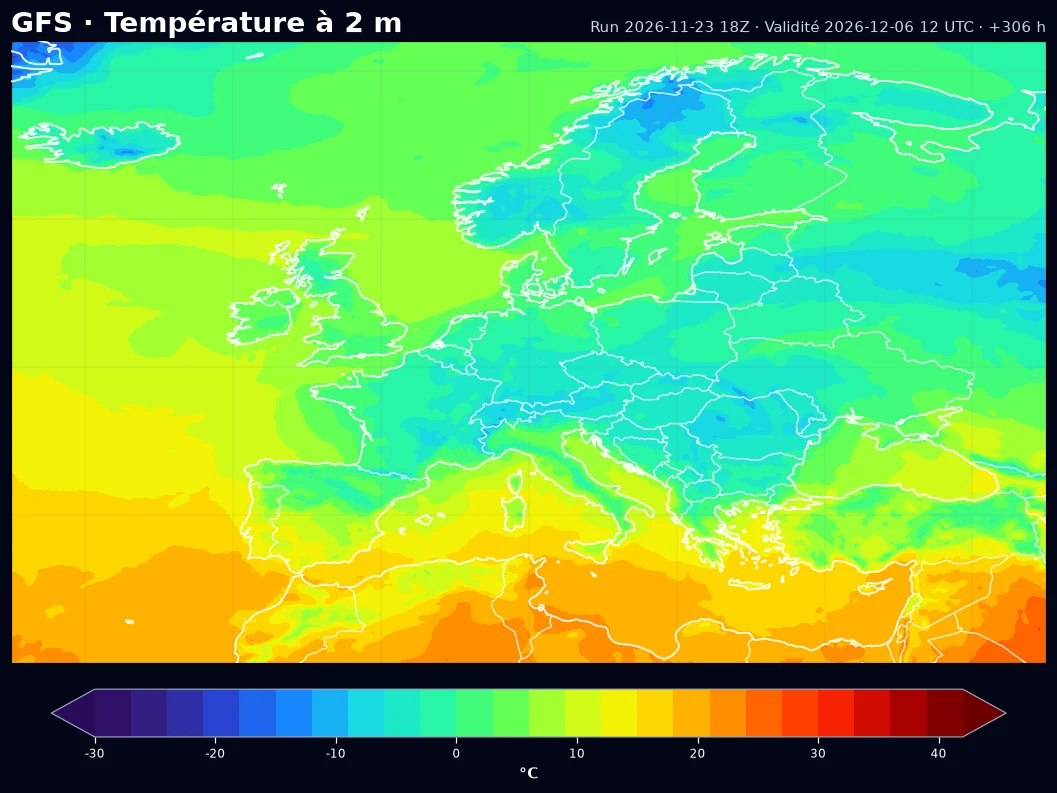 GFS · Température à 2 m
Run 2026-11-23 18Z · Validité 2026-12-06 12 UTC · +306 h
-30 -20 -10 0 10 20 30 40
°C